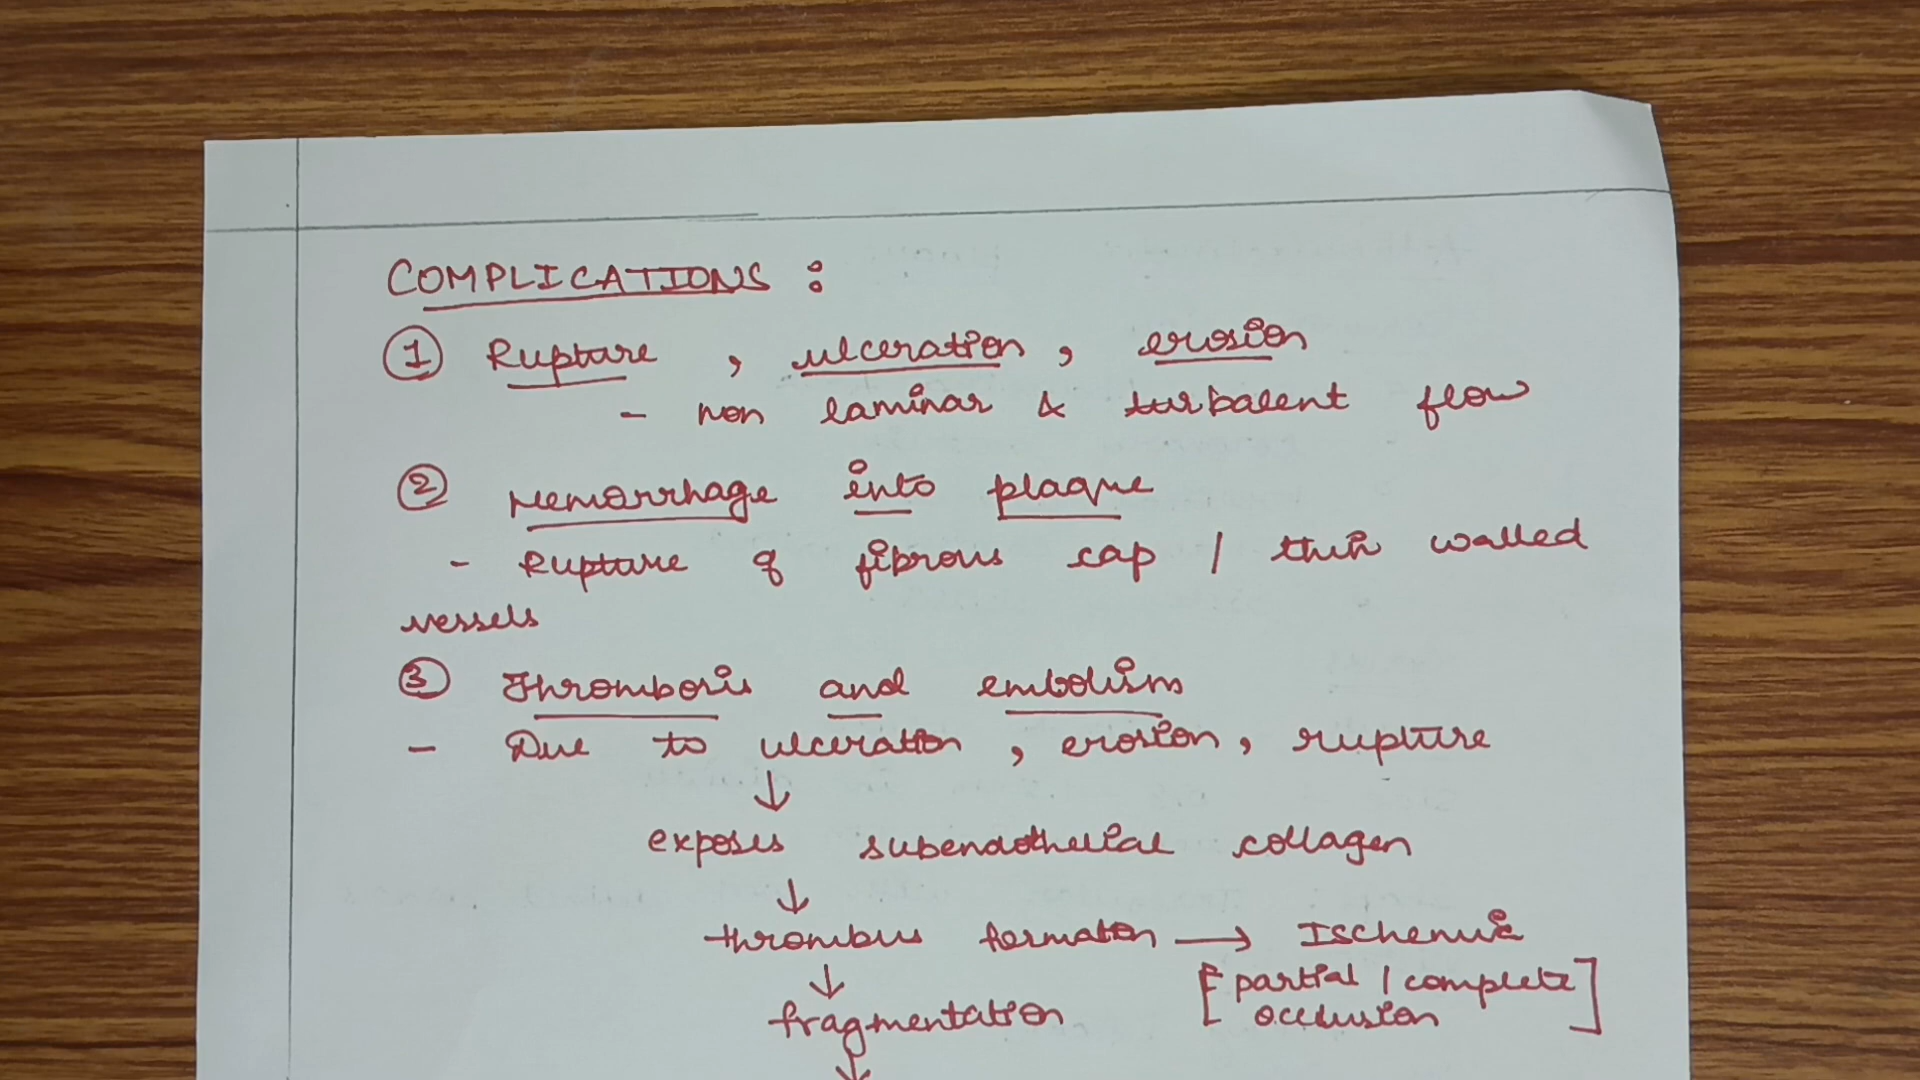 COMPLICATIONS :
① Rupture , ulceration , erosion
- non laminar & turbalent flow
② Hemorrhage into plaque
- Rupture of fibrous cap / thin walled
vessels
③ Thrombosis and embolism
- Due to ulceration , erosion , rupture
↓
exposes subendothelial collagen
↓
thrombus formation → Ischemia
↓ [partial / complete
fragmentation occlusion]
↓